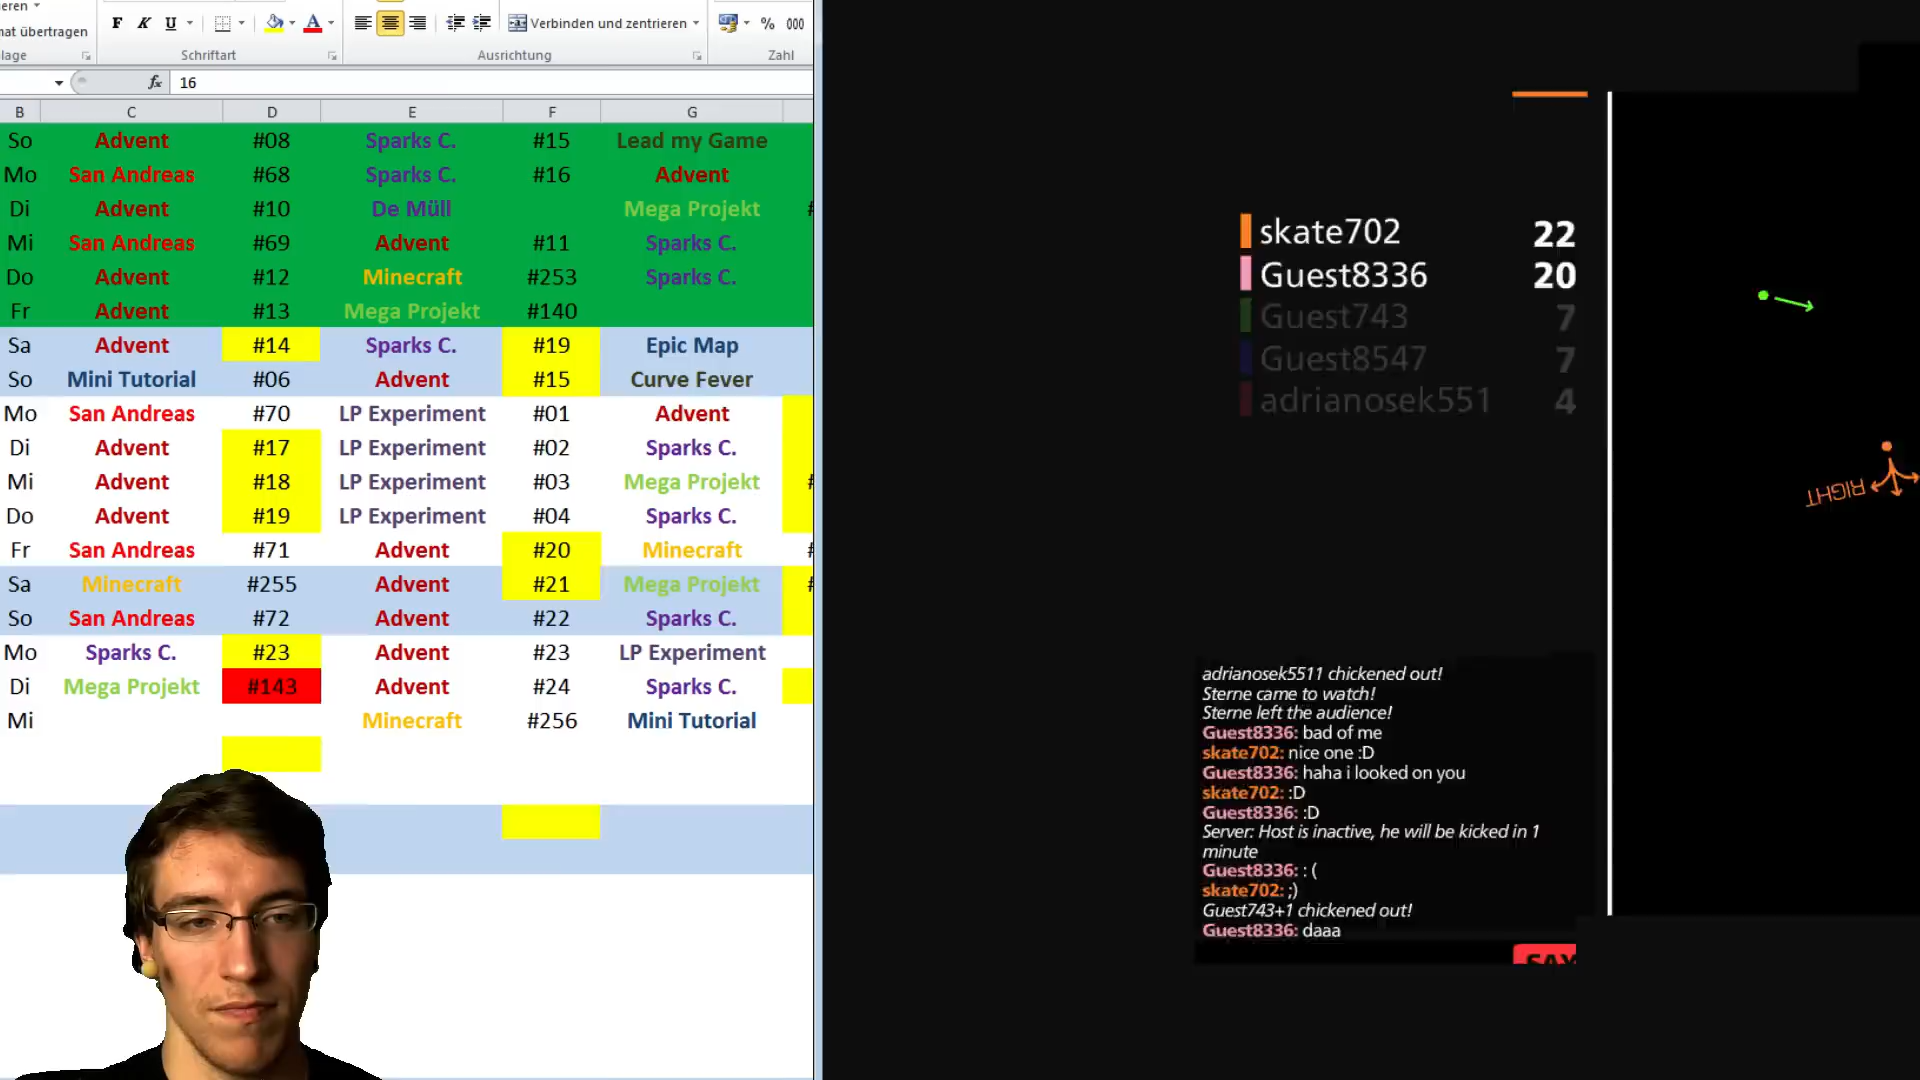 eren
mat übertragen
F K U
Verbinden und zentrieren
% 000
lage
Schriftart
Ausrichtung
Zahl
fx 16
B C D E F G
So Advent #08 Sparks C. #15 Lead my Game
Mo San Andreas #68 Sparks C. #16 Advent
Di Advent #10 De Müll Mega Projekt #
Mi San Andreas #69 Advent #11 Sparks C.
Do Advent #12 Minecraft #253 Sparks C.
Fr Advent #13 Mega Projekt #140
Sa Advent #14 Sparks C. #19 Epic Map
So Mini Tutorial #06 Advent #15 Curve Fever
Mo San Andreas #70 LP Experiment #01 Advent
Di Advent #17 LP Experiment #02 Sparks C.
Mi Advent #18 LP Experiment #03 Mega Projekt #
Do Advent #19 LP Experiment #04 Sparks C.
Fr San Andreas #71 Advent #20 Minecraft #
Sa Minecraft #255 Advent #21 Mega Projekt #
So San Andreas #72 Advent #22 Sparks C.
Mo Sparks C. #23 Advent #23 LP Experiment
Di Mega Projekt #143 Advent #24 Sparks C.
Mi Minecraft #256 Mini Tutorial
skate702 22
Guest8336 20
Guest743 7
Guest8547 7
adrianosek551 4
RIGHT
adrianosek5511 chickened out!
Sterne came to watch!
Sterne left the audience!
Guest8336: bad of me
skate702: nice one :D
Guest8336: haha i looked on you
skate702: :D
Guest8336: :D
Server: Host is inactive, he will be kicked in 1
minute
Guest8336: : (
skate702: ;)
Guest743+1 chickened out!
Guest8336: daaa
SAY